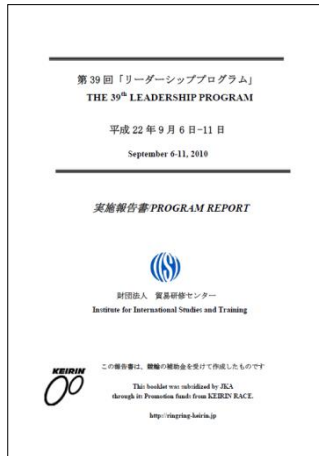 第39回「リーダーシッププログラム」
THE 39th LEADERSHIP PROGRAM
平成22年9月6日-11日
September 6-11, 2010
実施報告書/PROGRAM REPORT
財団法人 貿易研修センター
Institute for International Studies and Training
KEIRIN
この報告書は、競輪の補助金を受けて作成したものです
This booklet was subsidized by JKA
through its Promotion funds from KEIRIN RACE.
http://ringring-keirin.jp